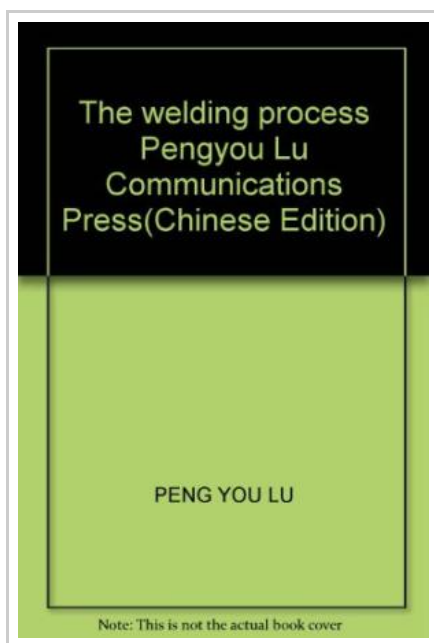 The welding process
Pengyou Lu
Communications
Press(Chinese Edition)
PENG YOU LU
Note: This is not the actual book cover